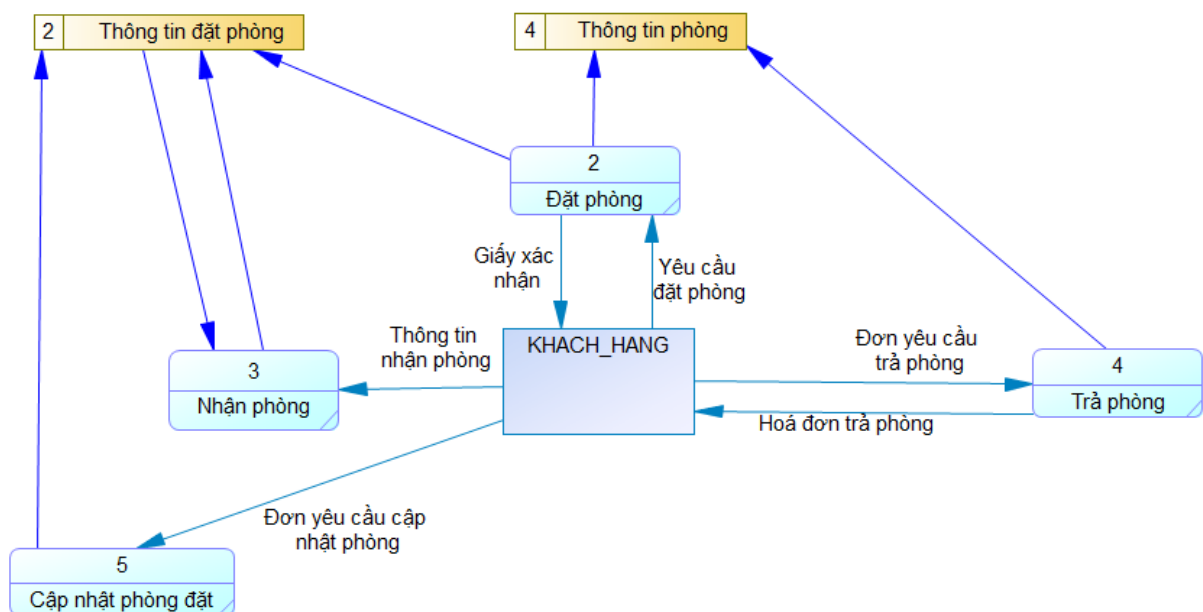 2 Thông tin đặt phòng
4 Thông tin phòng
2
Đặt phòng
Giấy xác
nhận
Yêu cầu
đặt phòng
KHACH_HANG
Thông tin
nhận phòng
3
Nhận phòng
Đơn yêu cầu
trả phòng
4
Trả phòng
Hoá đơn trả phòng
Đơn yêu cầu cập
nhật phòng
5
Cập nhật phòng đặt